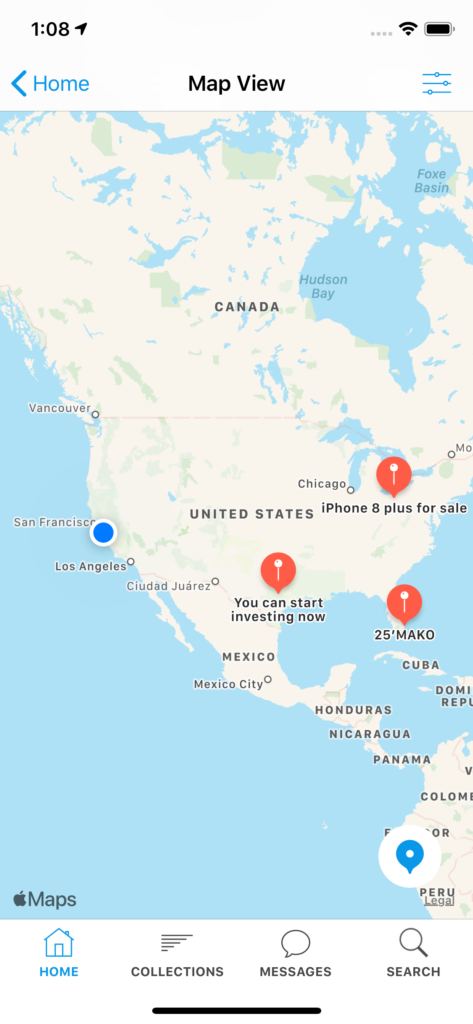 1:08
Home
Map View
Foxe
Basin
Hudson
Bay
CANADA
Vancouver
Mo
Chicago
iPhone 8 plus for sale
UNITED STATES
San Francisco
Los Angeles
Ciudad Juárez
You can start
investing now
25'MAKO
MEXICO
CUBA
Mexico City
DOMI
REPU
HONDURAS
NICARAGUA
PANAMA
V
COLOME
E
OR
PERU
Maps
Legal
HOME
COLLECTIONS
MESSAGES
SEARCH